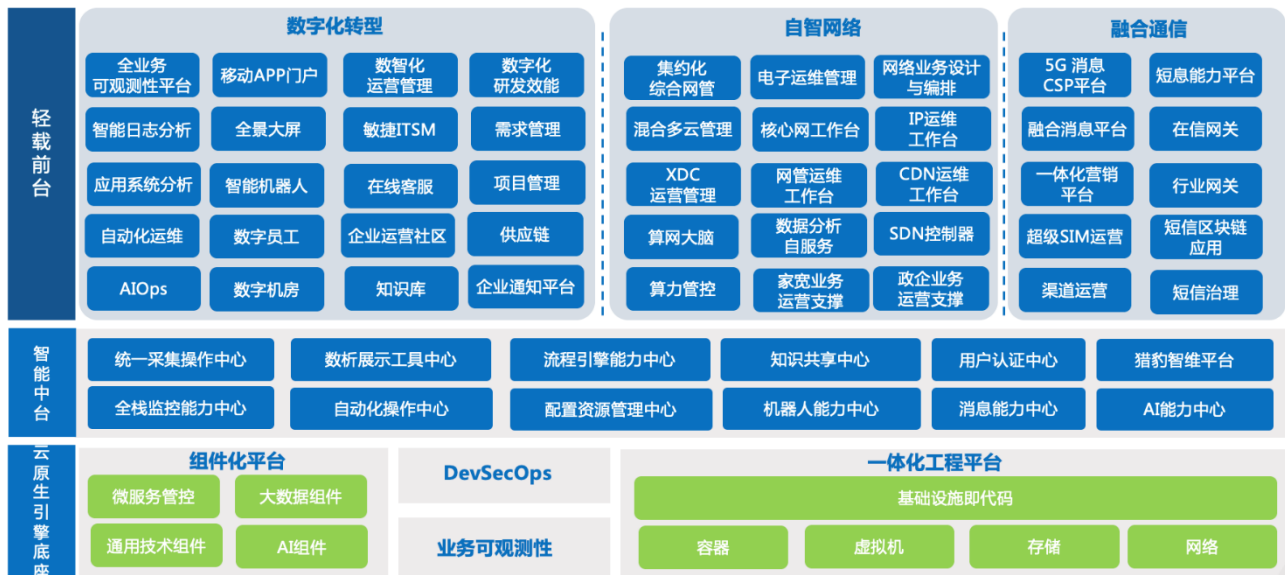 轻载前台
数字化转型
全业务
可观测性平台
移动APP门户
数智化
运营管理
数字化
研发效能
智能日志分析
全景大屏
敏捷ITSM
需求管理
应用系统分析
智能机器人
在线客服
项目管理
自动化运维
数字员工
企业运营社区
供应链
AIOps
数字机房
知识库
企业通知平台
自智网络
集约化
综合网管
电子运维管理
网络业务设计
与编排
混合多云管理
核心网工作台
IP运维
工作台
XDC
运营管理
网管运维
工作台
CDN运维
工作台
算网大脑
数据分析
自服务
SDN控制器
算力管控
家宽业务
运营支撑
政企业务
运营支撑
融合通信
5G 消息
CSP平台
短息能力平台
融合消息平台
在信网关
一体化营销
平台
行业网关
超级SIM运营
短信区块链
应用
渠道运营
短信治理
智能中台
统一采集操作中心
数析展示工具中心
流程引擎能力中心
知识共享中心
用户认证中心
猎豹智维平台
全栈监控能力中心
自动化操作中心
配置资源管理中心
机器人能力中心
消息能力中心
AI能力中心
云原生引擎底座
组件化平台
微服务管控
大数据组件
通用技术组件
AI组件
DevSecOps
业务可观测性
一体化工程平台
基础设施即代码
容器
虚拟机
存储
网络